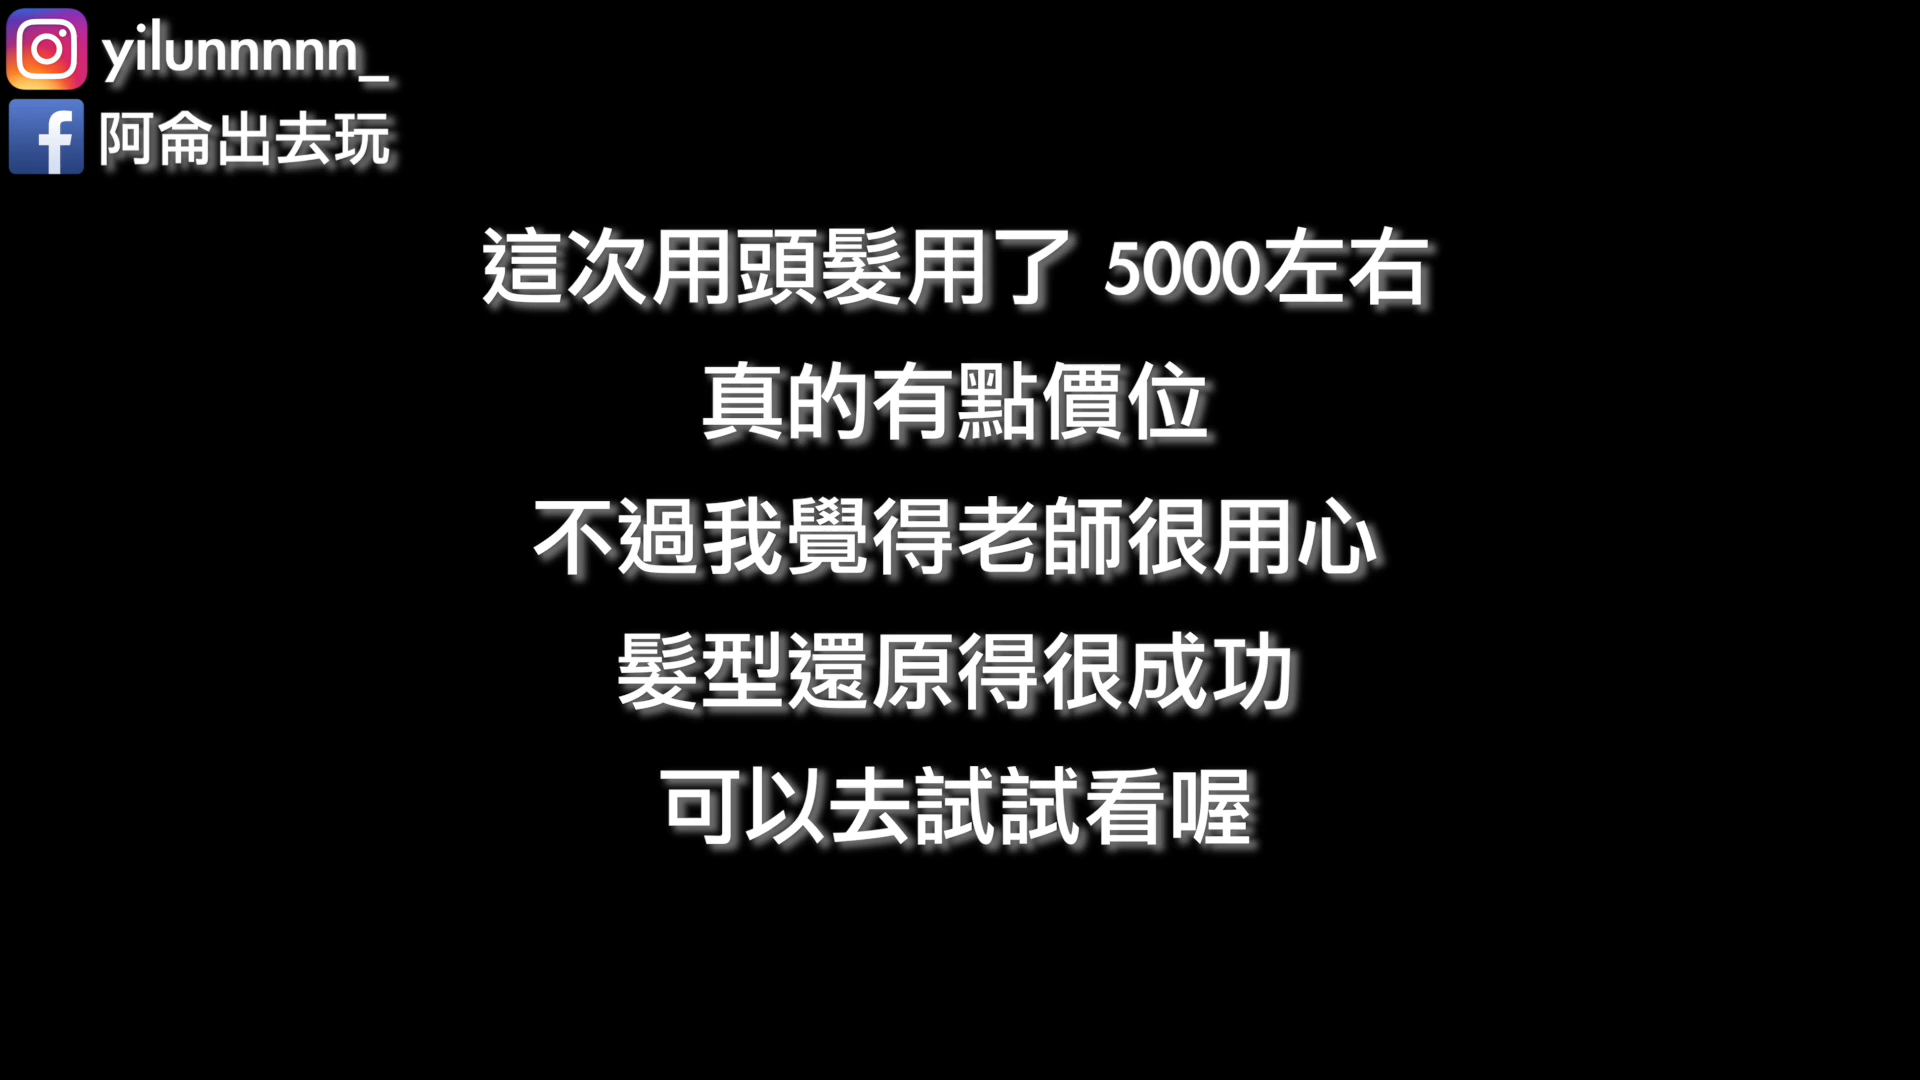 yilunnnnn_
阿侖出去玩
這次用頭髮用了 5000左右
真的有點價位
不過我覺得老師很用心
髮型還原得很成功
可以去試試看喔